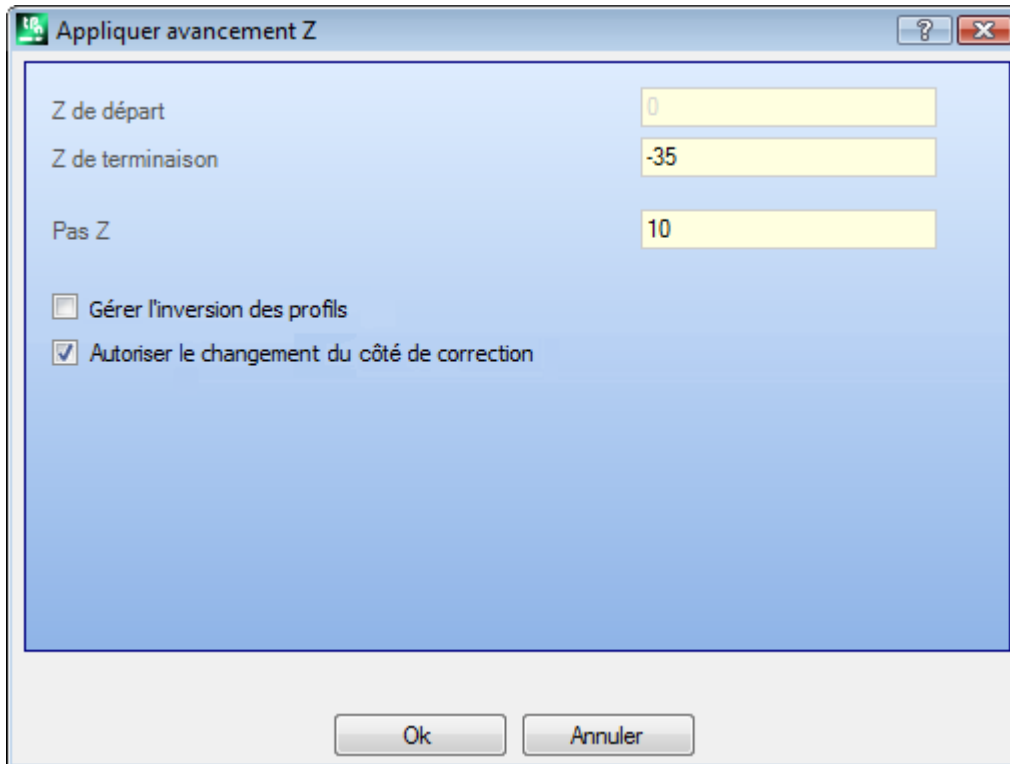 Appliquer avancement Z
Z de départ 0
Z de terminaison -35
Pas Z 10
Gérer l'inversion des profils
Autoriser le changement du côté de correction
Ok Annuler